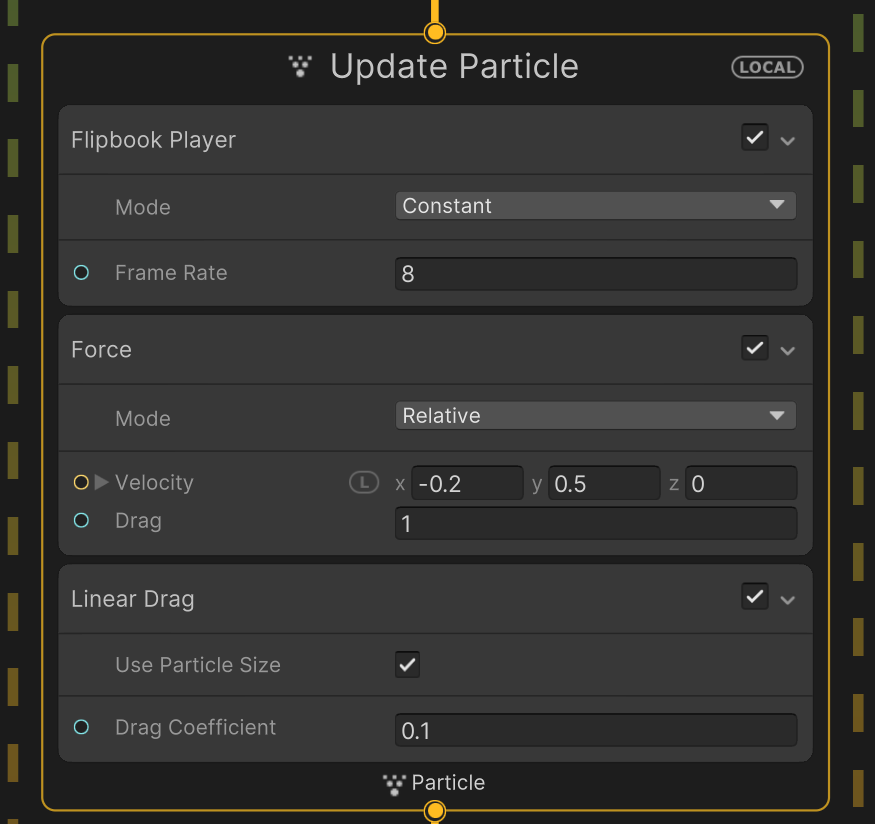 Update Particle LOCAL
Flipbook Player
Mode Constant
Frame Rate 8
Force
Mode Relative
Velocity L x -0.2 y 0.5 z 0
Drag 1
Linear Drag
Use Particle Size
Drag Coefficient 0.1
Particle